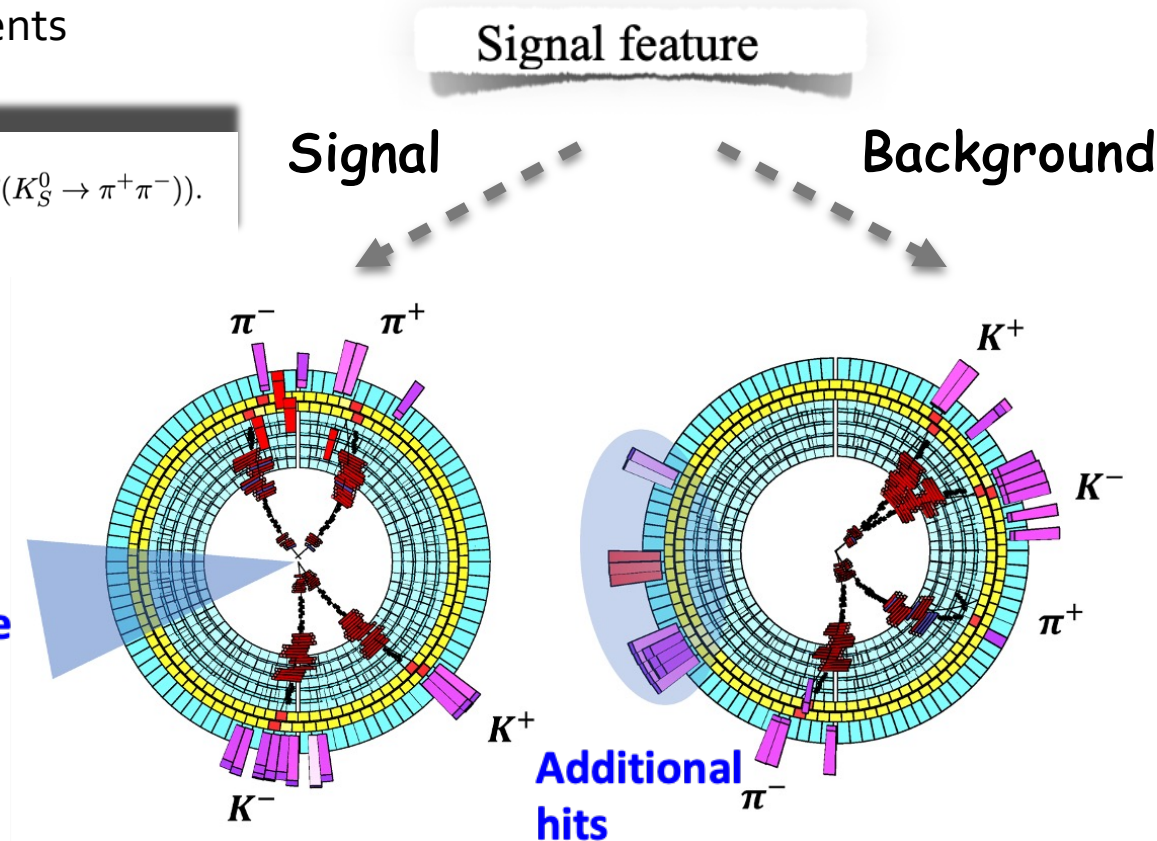 ents
Signal feature
Signal
Background
(K_S^0 → π⁺π⁻)).
π⁻
π⁺
K⁺
K⁻
e
π⁺
K⁺
Additional
hits
π⁻
K⁻